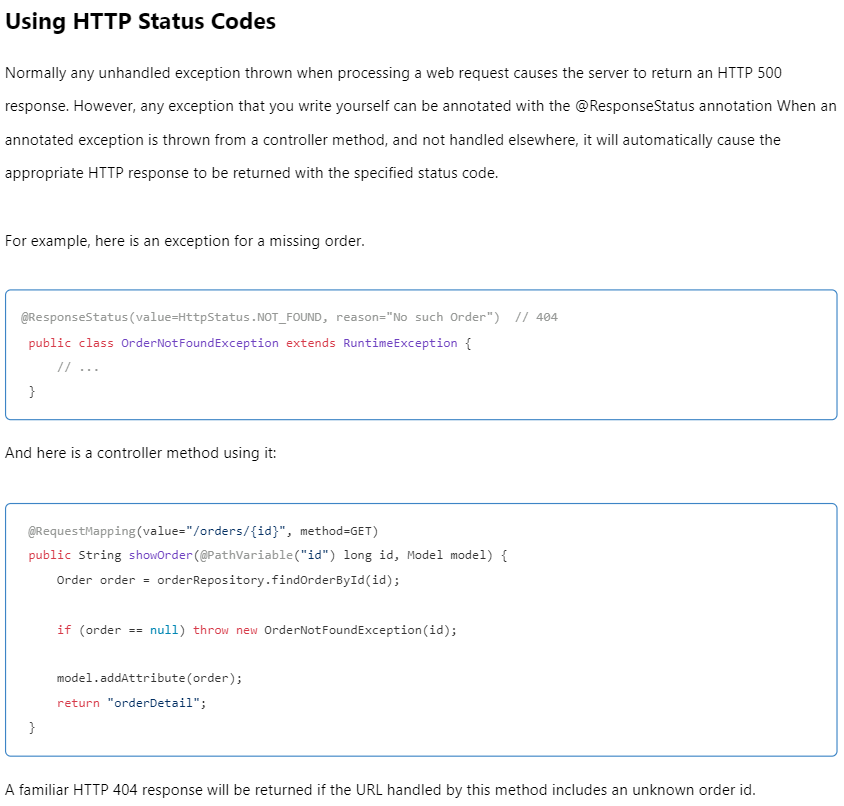 Using HTTP Status Codes
Normally any unhandled exception thrown when processing a web request causes the server to return an HTTP 500
response. However, any exception that you write yourself can be annotated with the @ResponseStatus annotation When an
annotated exception is thrown from a controller method, and not handled elsewhere, it will automatically cause the
appropriate HTTP response to be returned with the specified status code.
For example, here is an exception for a missing order.
@ResponseStatus(value=HttpStatus.NOT_FOUND, reason="No such Order")  // 404
 public class OrderNotFoundException extends RuntimeException {
     // ...
 }
And here is a controller method using it:
 @RequestMapping(value="/orders/{id}", method=GET)
 public String showOrder(@PathVariable("id") long id, Model model) {
     Order order = orderRepository.findOrderById(id);
     if (order == null) throw new OrderNotFoundException(id);
     model.addAttribute(order);
     return "orderDetail";
 }
A familiar HTTP 404 response will be returned if the URL handled by this method includes an unknown order id.